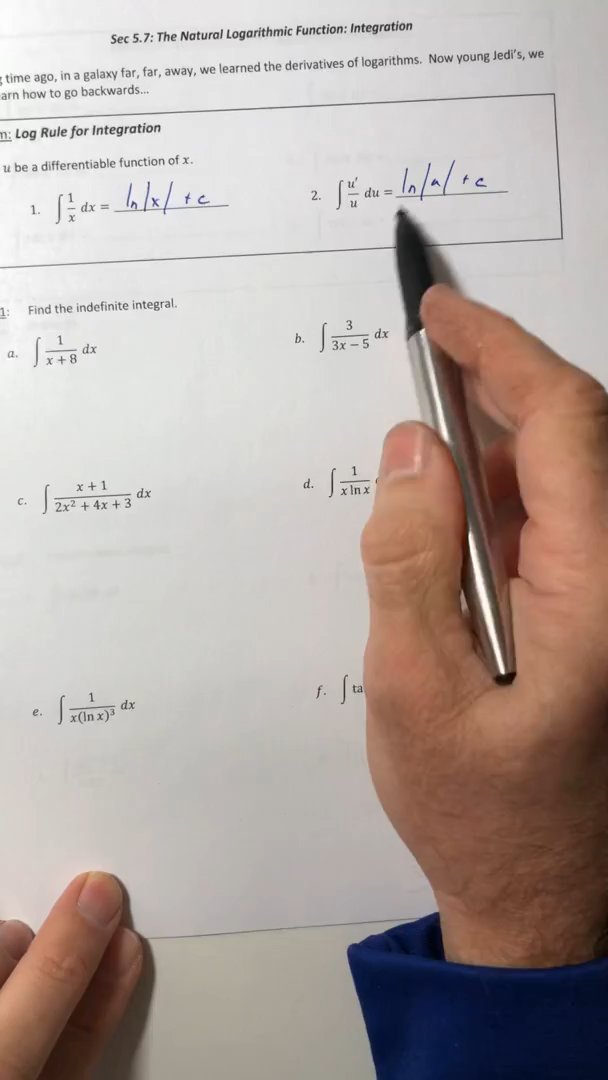 Sec 5.7: The Natural Logarithmic Function: Integration
time ago, in a galaxy far, far, away, we learned the derivatives of logarithms. Now young Jedi's, we
arn how to go backwards...
m: Log Rule for Integration
u be a differentiable function of x.
1. ∫ 1/x dx = ln|x| + c
2. ∫ u'/u du = ln|u| + c
1: Find the indefinite integral.
a. ∫ 1/(x + 8) dx
b. ∫ 3/(3x − 5) dx
c. ∫ (x + 1)/(2x² + 4x + 3) dx
d. ∫ 1/(x ln x)
e. ∫ 1/(x(ln x)³) dx
f. ∫ ta